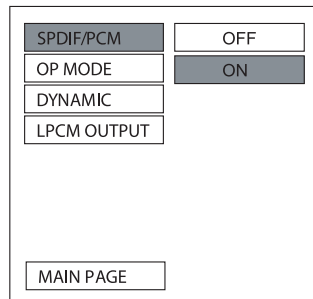 SPDIF/PCM OFF
OP MODE ON
DYNAMIC
LPCM OUTPUT
MAIN PAGE